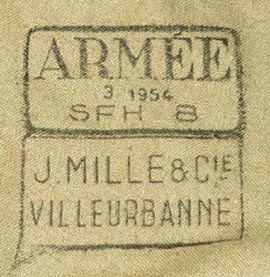 ARMÉE
3 1954
SFH 8
J. MILLE & CIE
VILLEURBANNE